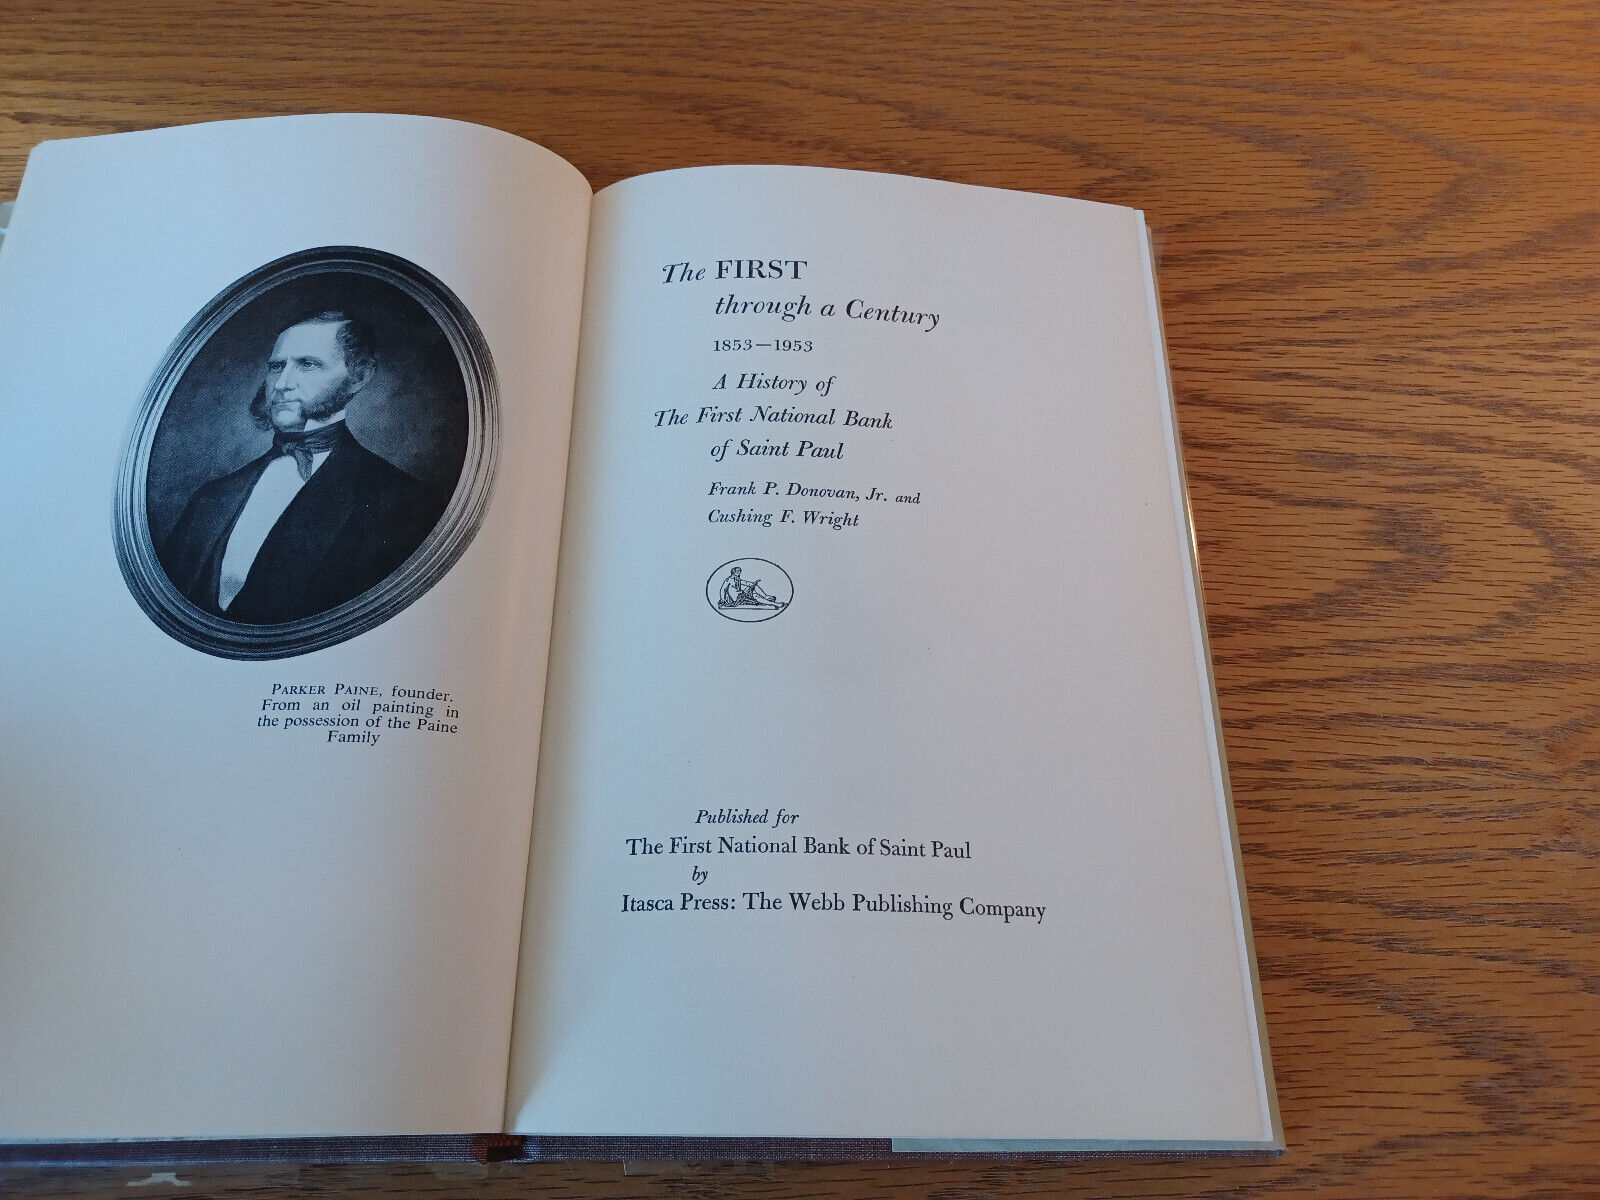 PARKER PAINE, founder.
From an oil painting in
the possession of the Paine
Family
The FIRST
through a Century
1853—1953
A History of
The First National Bank
of Saint Paul
Frank P. Donovan, Jr. and
Cushing F. Wright
Published for
The First National Bank of Saint Paul
by
Itasca Press: The Webb Publishing Company